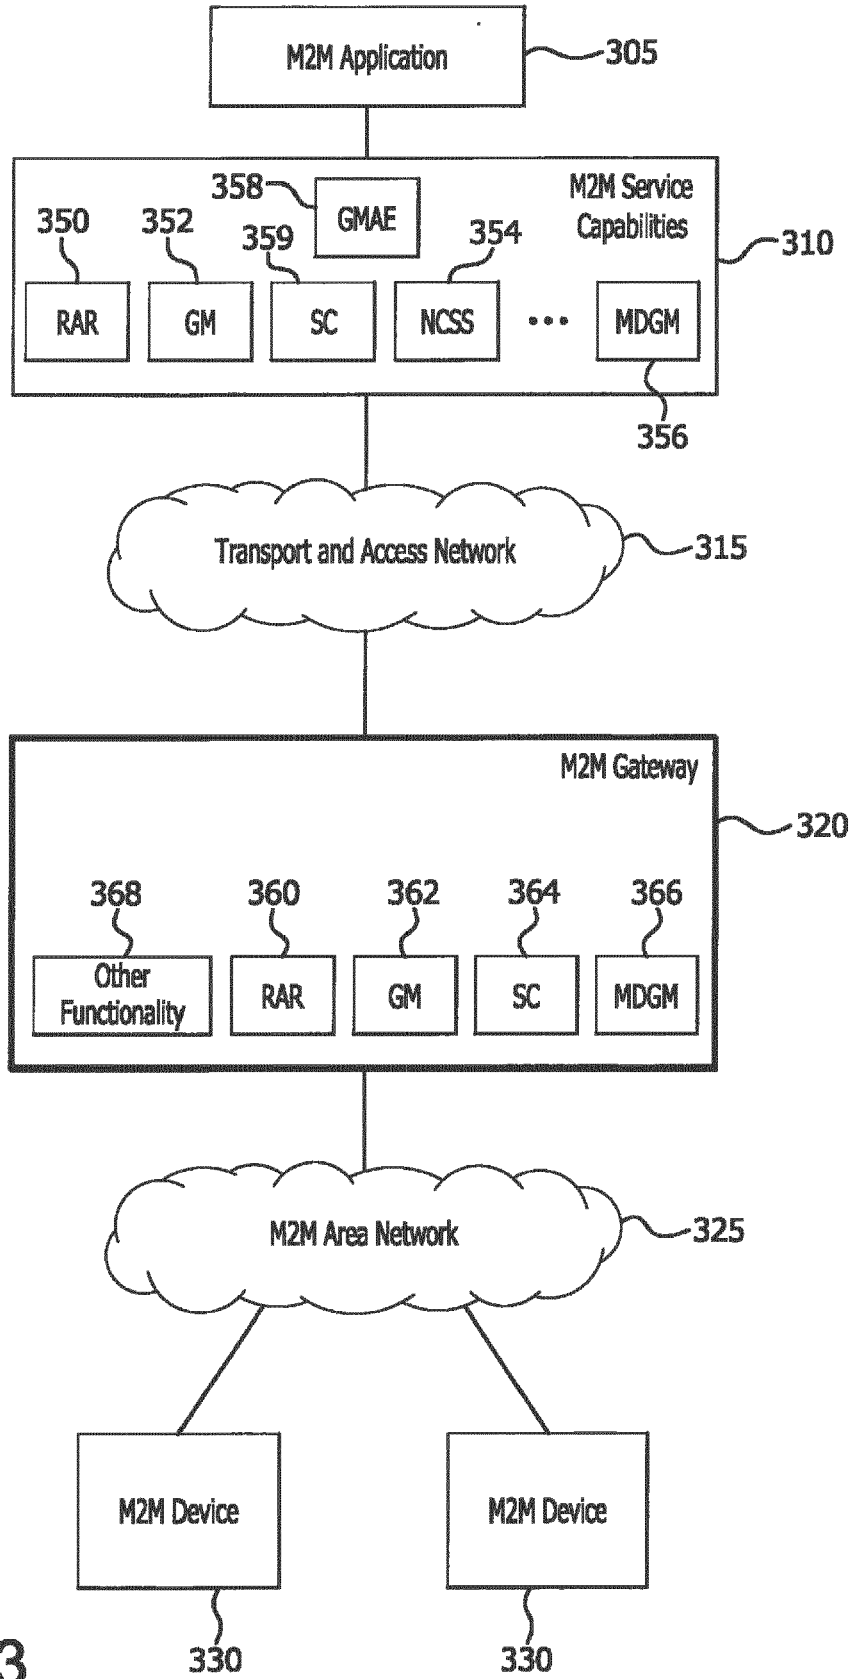 M2M Application
305
358
GMAE
M2M Service
Capabilities
350
352
359
354
310
RAR
GM
SC
NCSS
...
MDGM
356
Transport and Access Network
315
M2M Gateway
320
368
360
362
364
366
Other
Functionality
RAR
GM
SC
MDGM
M2M Area Network
325
M2M Device
M2M Device
330
330
3